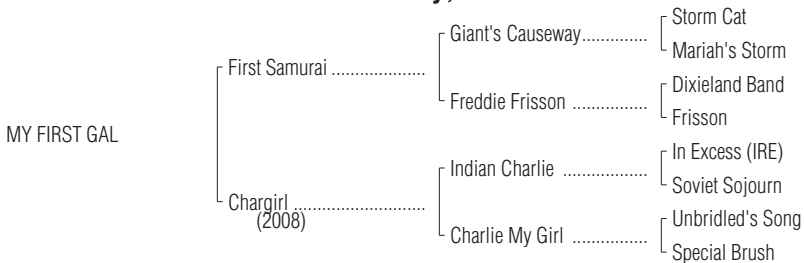 Storm Cat
Giant's Causeway..............
Mariah's Storm
First Samurai .....................
Dixieland Band
Freddie Frisson ................
Frisson
MY FIRST GAL
In Excess (IRE)
Indian Charlie ..................
Soviet Sojourn
Chargirl .............................
(2008)
Unbridled's Song
Charlie My Girl ................
Special Brush